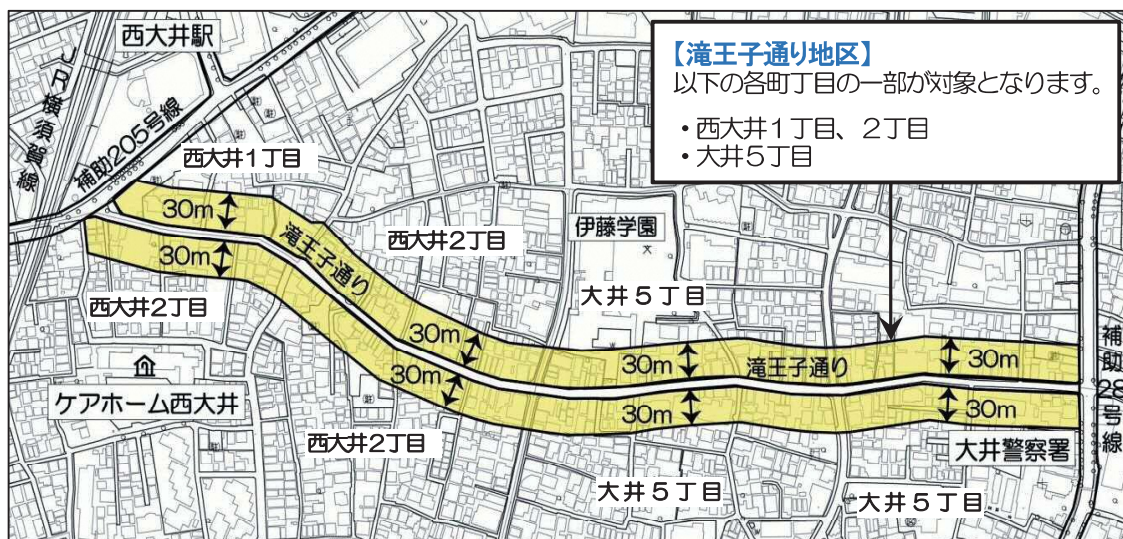 西大井駅
JR横須賀線
補助205号線
【滝王子通り地区】
以下の各町丁目の一部が対象となります。
・西大井1丁目、2丁目
・大井5丁目
西大井1丁目
30m
30m
滝王子通り
西大井2丁目
伊藤学園
文
大井5丁目
西大井2丁目
30m
30m
30m
滝王子通り
30m
30m
30m
補助28号線
ケアホーム西大井
西大井2丁目
大井警察署
大井5丁目
大井5丁目